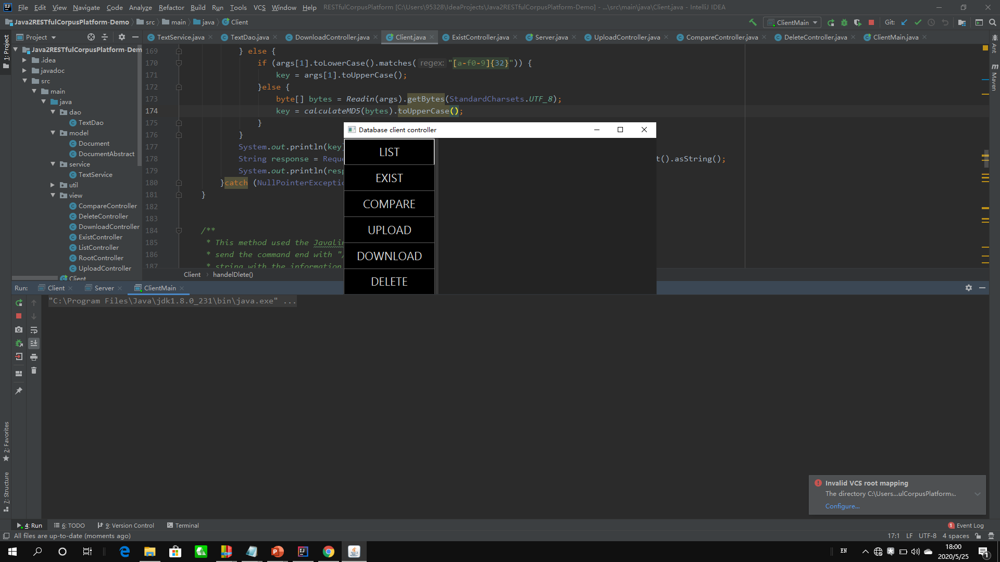 File Edit View Navigate Code Analyze Refactor Build Run Tools VCS Window Help RESTfulCorpusPlatform [C:\Users\95328\IdeaProjects\Java2RESTfulCorpusPlatform-Demo] - ...\src\main\java\Client.java - IntelliJ IDEA
Java2RESTfulCorpusPlatform-Demo src main java Client ClientMain Git:
Project TextService.java TextDao.java DownloadController.java Client.java ExistController.java Server.java UploadController.java CompareController.java DeleteController.java ClientMain.java
1: Project
Java2RESTfulCorpusPlatform-Dem
.idea
javadoc
src
main
java
dao
TextDao
model
Document
DocumentAbstract
service
TextService
util
view
CompareController
DeleteController
DownloadController
ExistController
ListController
RootController
UploadController
Client
169 } else {
170 if (args[1].toLowerCase().matches( regex: "[a-f0-9]{32}")) {
171 key = args[1].toUpperCase();
172 }else {
173 byte[] bytes = Readin(args).getBytes(StandardCharsets.UTF_8);
174 key = calculateMD5(bytes).toUpperCase();
175 }
176 }
177 System.out.println(key
178 String response = Reque t().asString();
179 System.out.println(resp
180 }catch (NullPointerExceptio
181 }
182
183
184 /**
185 * This method used the Javalin
186 * send the command end with "/
187 * string with the information
Client handelDlete()
Ant
Maven
Database client controller
LIST
EXIST
COMPARE
UPLOAD
DOWNLOAD
DELETE
Run: Client Server ClientMain
"C:\Program Files\Java\jdk1.8.0_231\bin\java.exe" ...
2: Favorites
7: Structure
Invalid VCS root mapping
The directory C:\Users...ulCorpusPlatform-...
Configure...
4: Run 6: TODO 9: Version Control Terminal 1 Event Log
All files are up-to-date (moments ago) 17:1 LF UTF-8 4 spaces
EN
18:00
2020/5/25
1